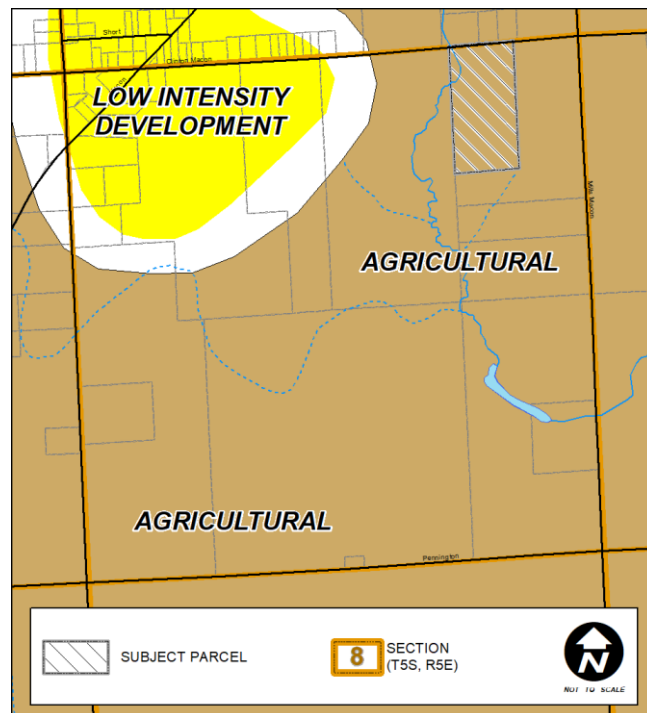 Short
Clinton Macon
LOW INTENSITY
DEVELOPMENT
Mills Macon
AGRICULTURAL
AGRICULTURAL
Pennington
SUBJECT PARCEL
8
SECTION
(T5S, R5E)
N
NOT TO SCALE